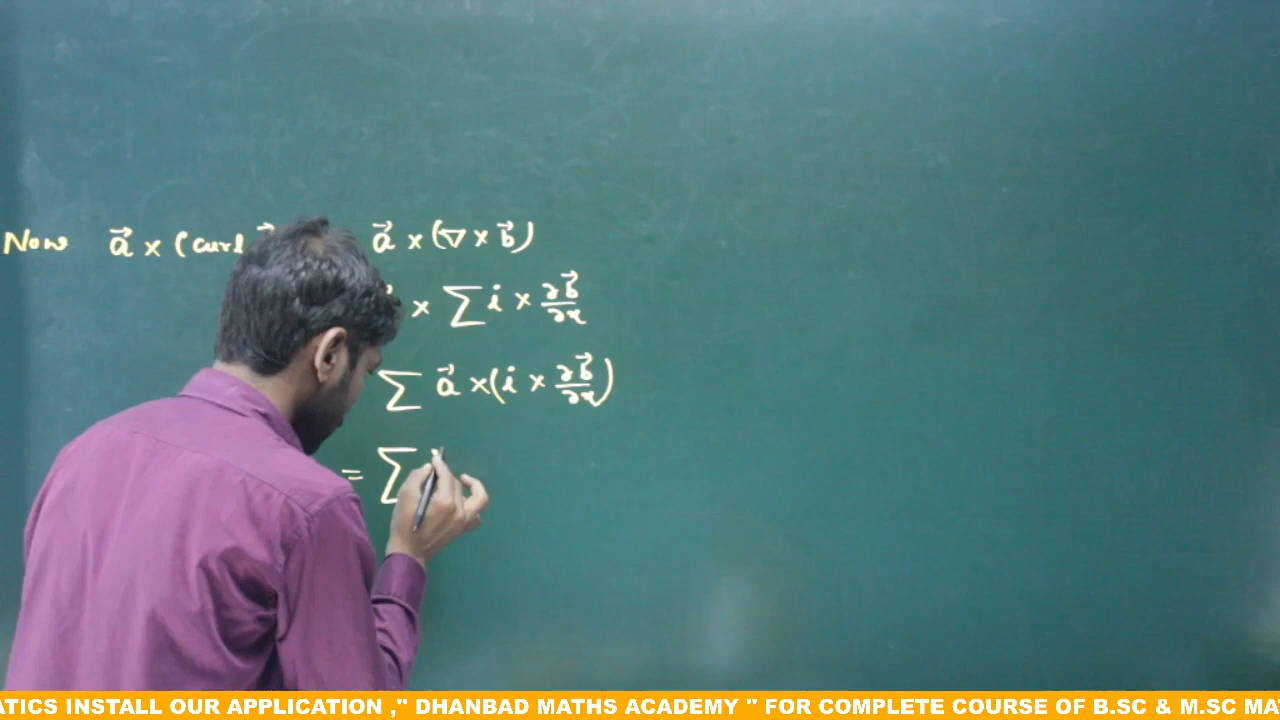 Now a⃗ × (curl a⃗ × (∇ × b⃗)
× ∑ i × ∂b⃗/∂x
∑ a⃗ × (i × ∂b⃗/∂x)
= ∑
ATICS INSTALL OUR APPLICATION ," DHANBAD MATHS ACADEMY " FOR COMPLETE COURSE OF B.SC & M.SC MA